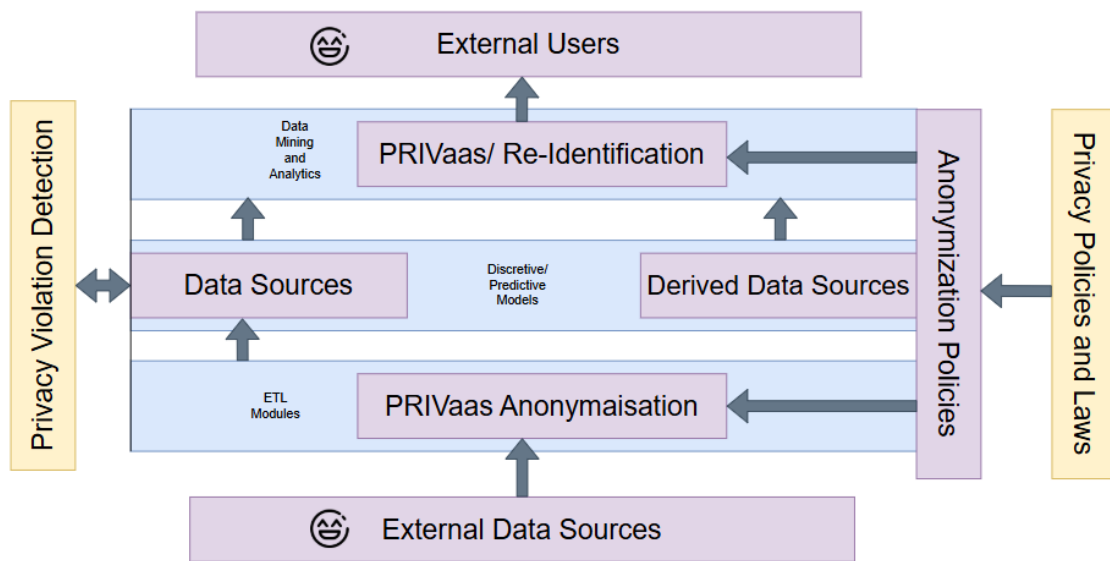 External Users
Data
Mining
and
Analytics
PRIVaas/ Re-Identification
Privacy Violation Detection
Data Sources
Discretive/
Predictive
Models
Derived Data Sources
Anonymization Policies
Privacy Policies and Laws
ETL
Modules
PRIVaas Anonymaisation
External Data Sources